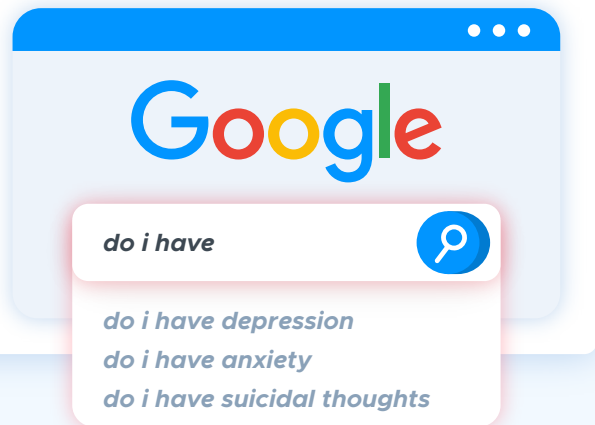 Google
do i have
do i have depression
do i have anxiety
do i have suicidal thoughts